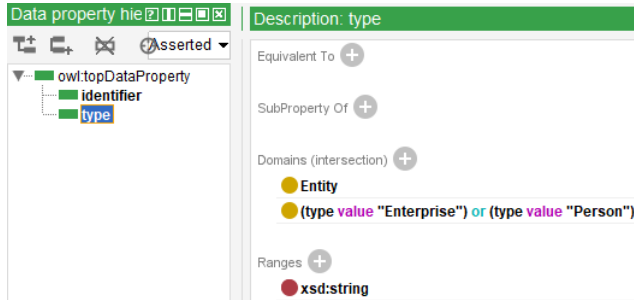 Data property hie
Asserted
owl:topDataProperty
identifier
type
Description: type
Equivalent To
SubProperty Of
Domains (intersection)
Entity
(type value "Enterprise") or (type value "Person")
Ranges
xsd:string